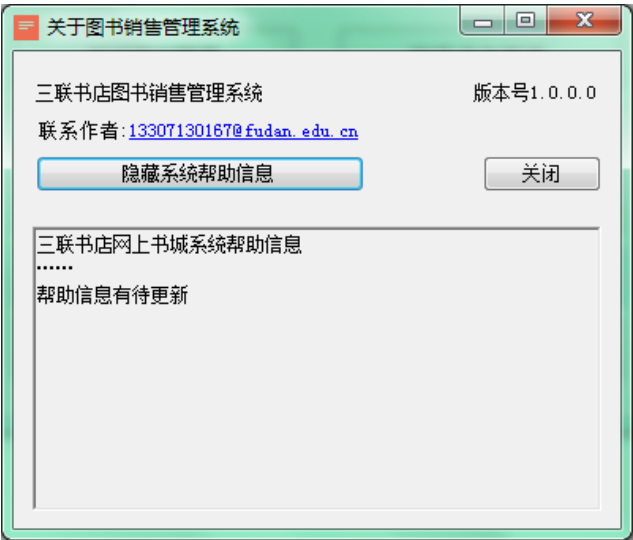 关于图书销售管理系统
三联书店图书销售管理系统 版本号1.0.0.0
联系作者:13307130167@fudan.edu.cn
隐藏系统帮助信息 关闭
三联书店网上书城系统帮助信息
······
帮助信息有待更新